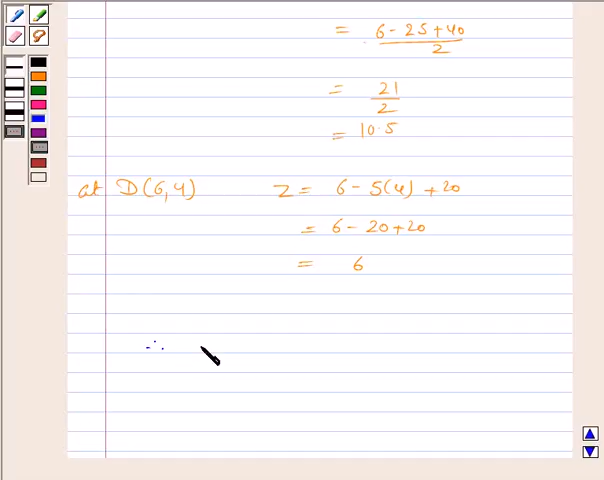 = 6 - 25 + 40 / 2
= 21 / 2
= 10.5
at D(6,4) Z = 6 - 5(4) + 20
= 6 - 20 + 20
= 6
∴